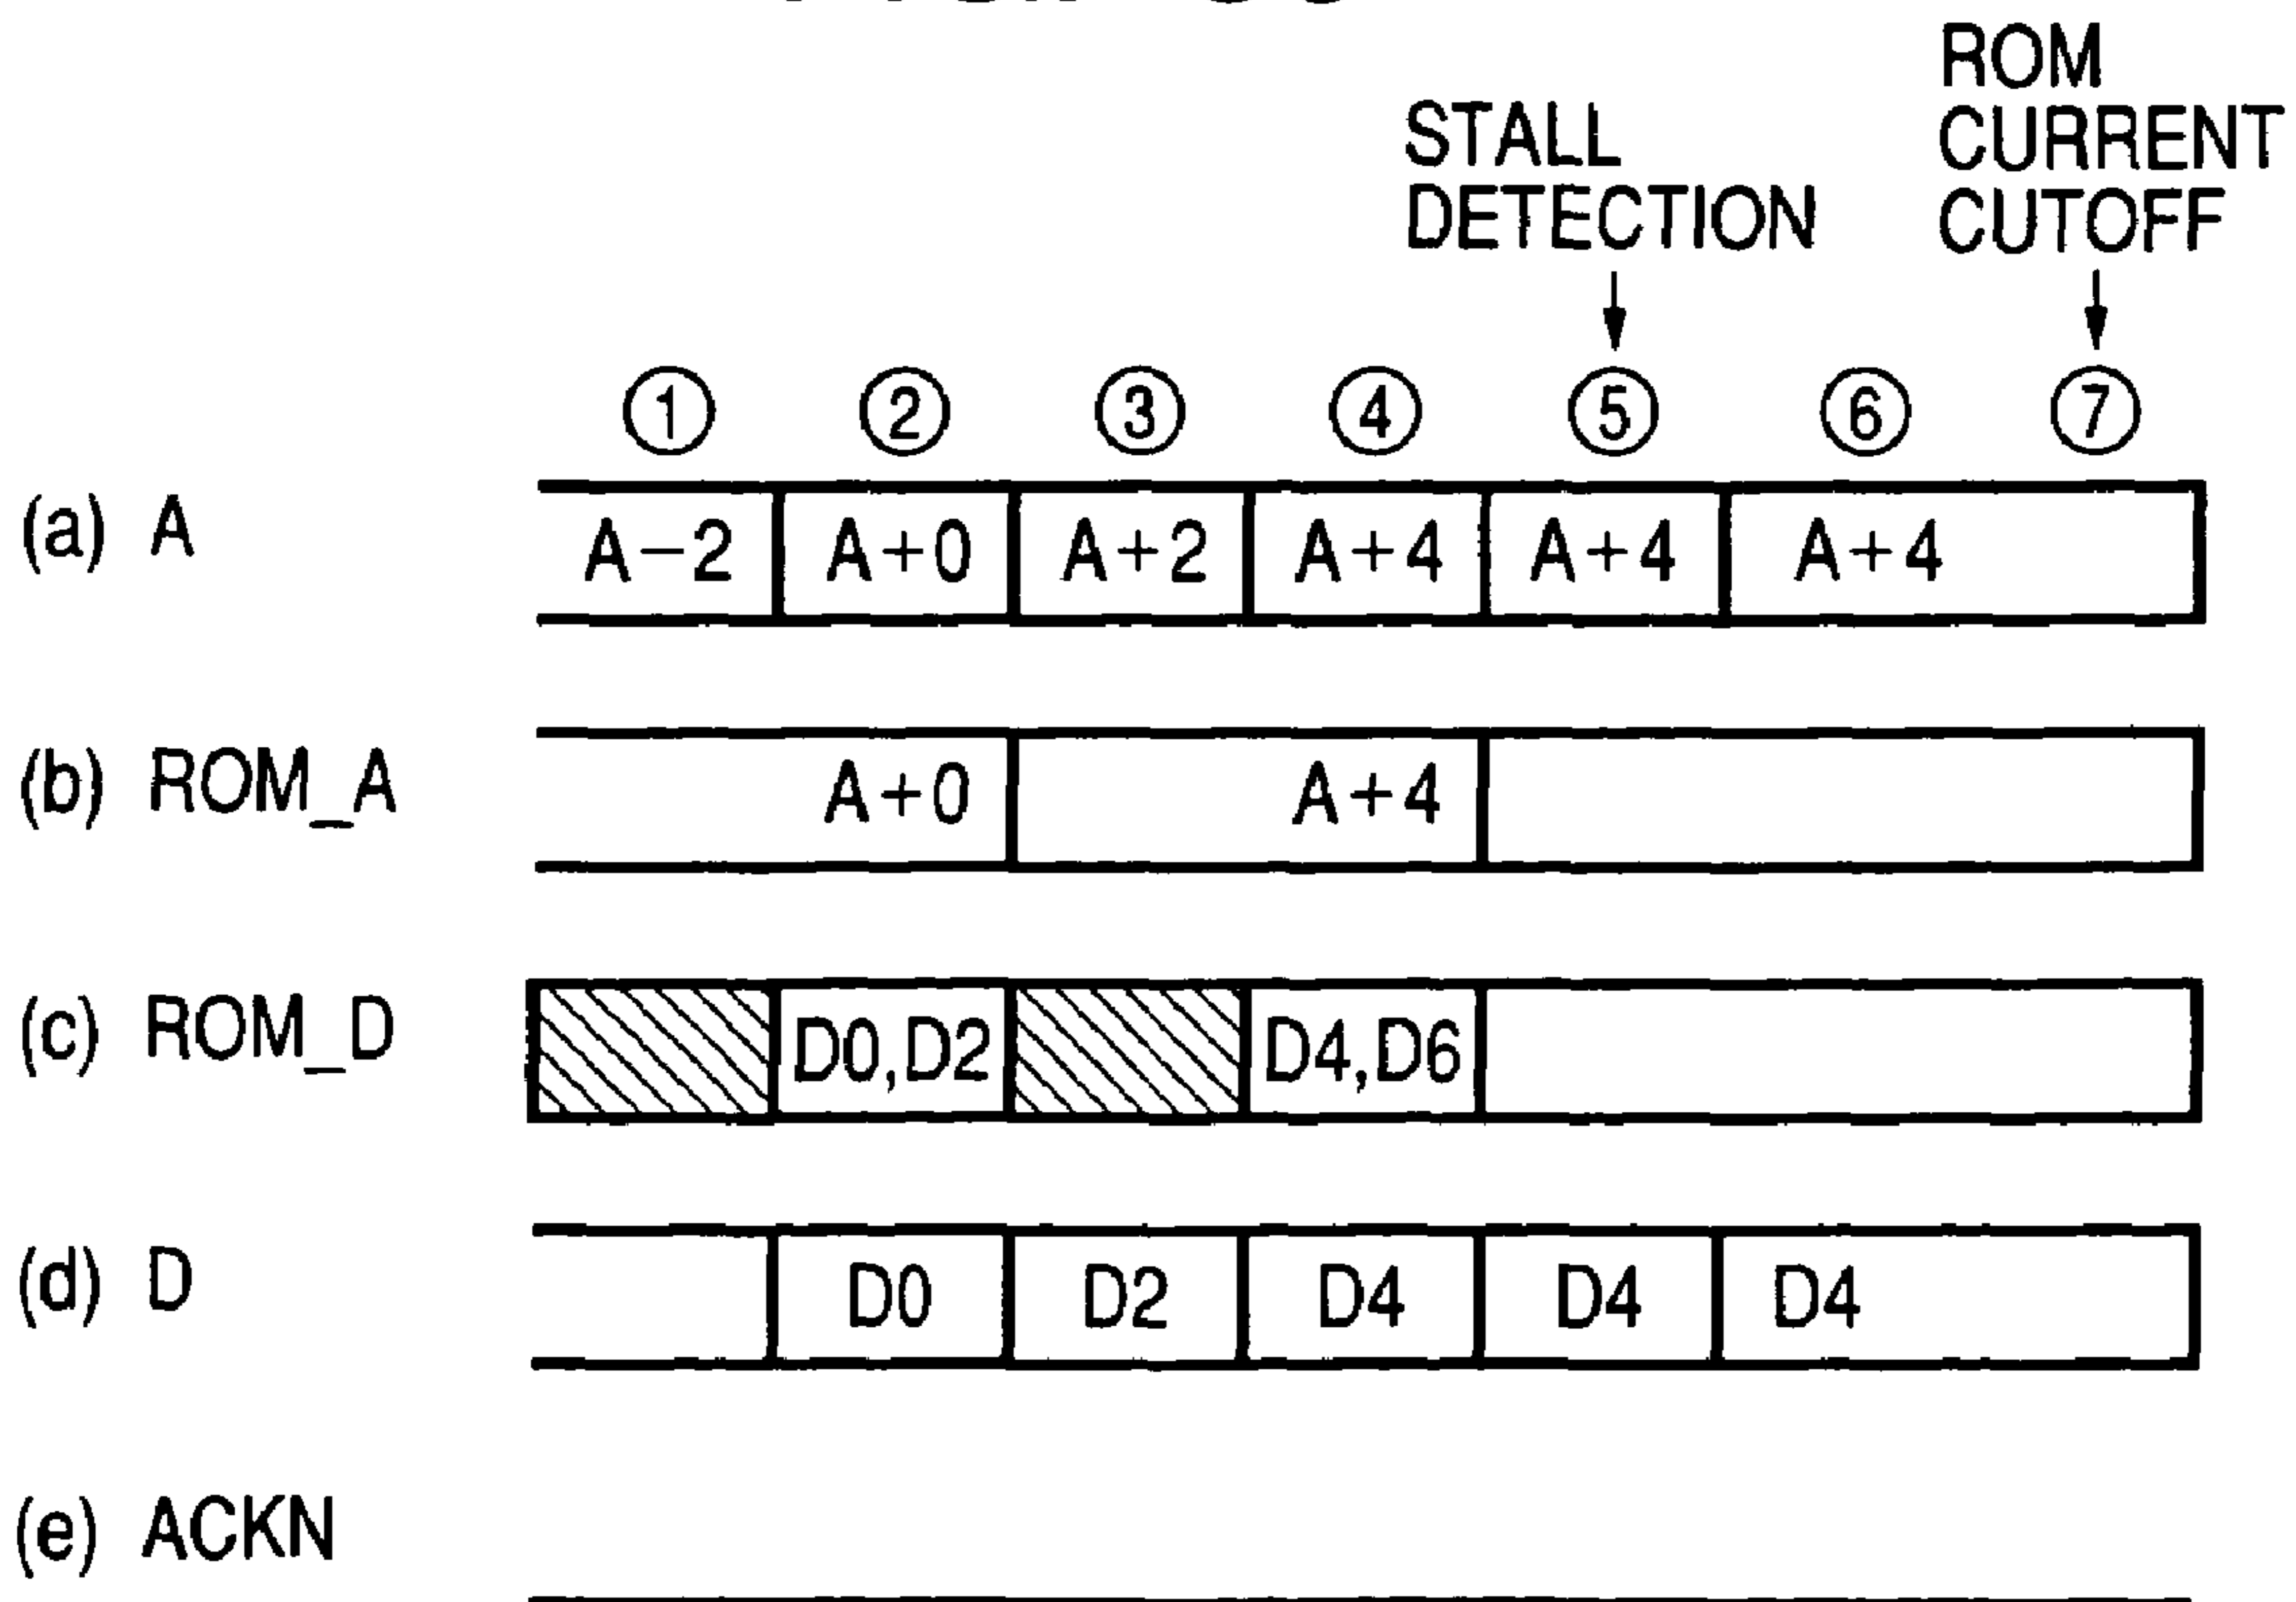 ROM
CURRENT
CUTOFF
STALL
DETECTION
① ② ③ ④ ⑤ ⑥ ⑦
(a) A A−2 A+0 A+2 A+4 A+4 A+4
(b) ROM_A A+0 A+4
(c) ROM_D D0,D2 D4,D6
(d) D D0 D2 D4 D4 D4
(e) ACKN